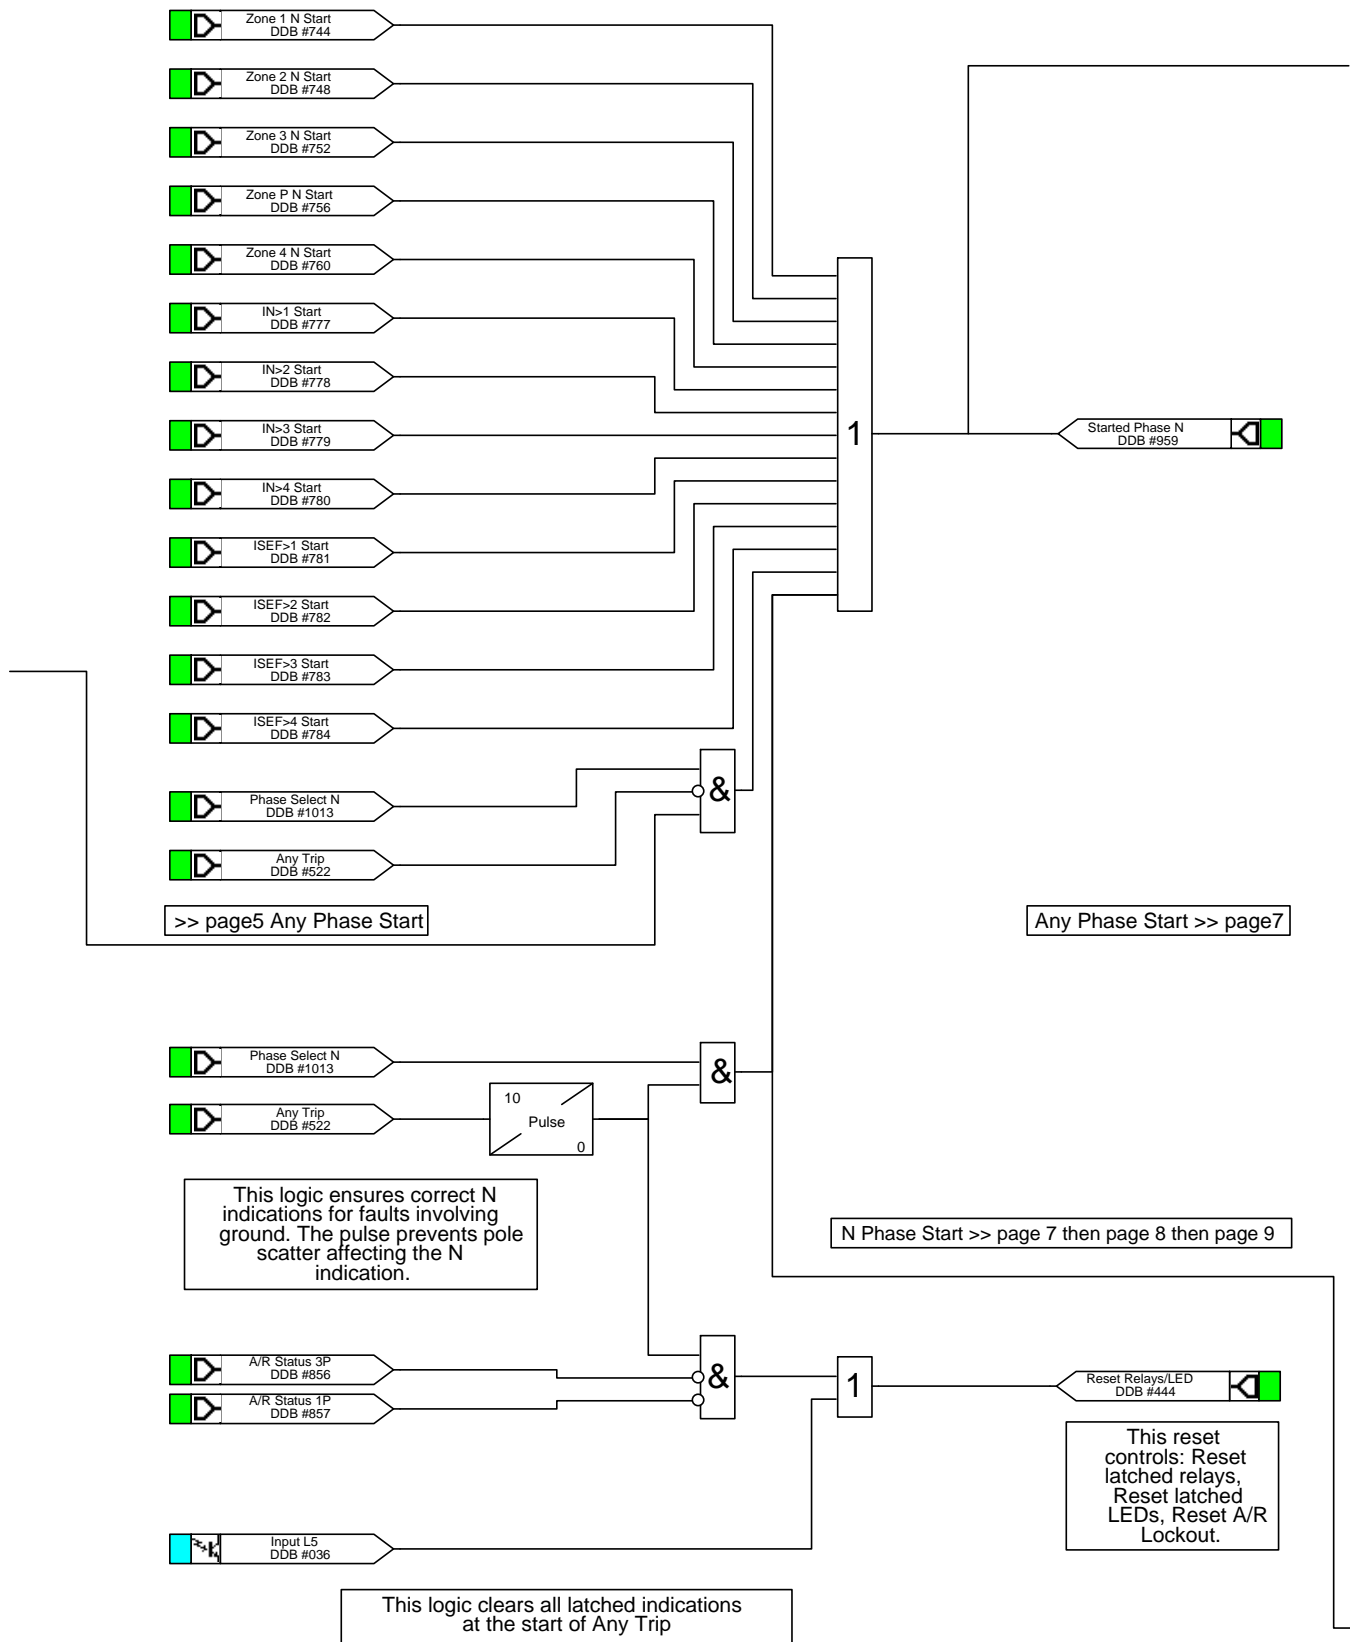 Zone 1 N Start
DDB #744
Zone 2 N Start
DDB #748
Zone 3 N Start
DDB #752
Zone P N Start
DDB #756
Zone 4 N Start
DDB #760
IN>1 Start
DDB #777
IN>2 Start
DDB #778
IN>3 Start
DDB #779
1
Started Phase N
DDB #959
IN>4 Start
DDB #780
ISEF>1 Start
DDB #781
ISEF>2 Start
DDB #782
ISEF>3 Start
DDB #783
ISEF>4 Start
DDB #784
Phase Select N
DDB #1013
&
Any Trip
DDB #522
>> page5 Any Phase Start
Any Phase Start >> page7
Phase Select N
DDB #1013
&
Any Trip
DDB #522
10
Pulse
0
This logic ensures correct N
indications for faults involving
ground. The pulse prevents pole
scatter affecting the N
indication.
N Phase Start >> page 7 then page 8 then page 9
A/R Status 3P
DDB #856
A/R Status 1P
DDB #857
&
1
Reset Relays/LED
DDB #444
This reset
controls: Reset
latched relays,
Reset latched
LEDs, Reset A/R
Lockout.
Input L5
DDB #036
This logic clears all latched indications
at the start of Any Trip